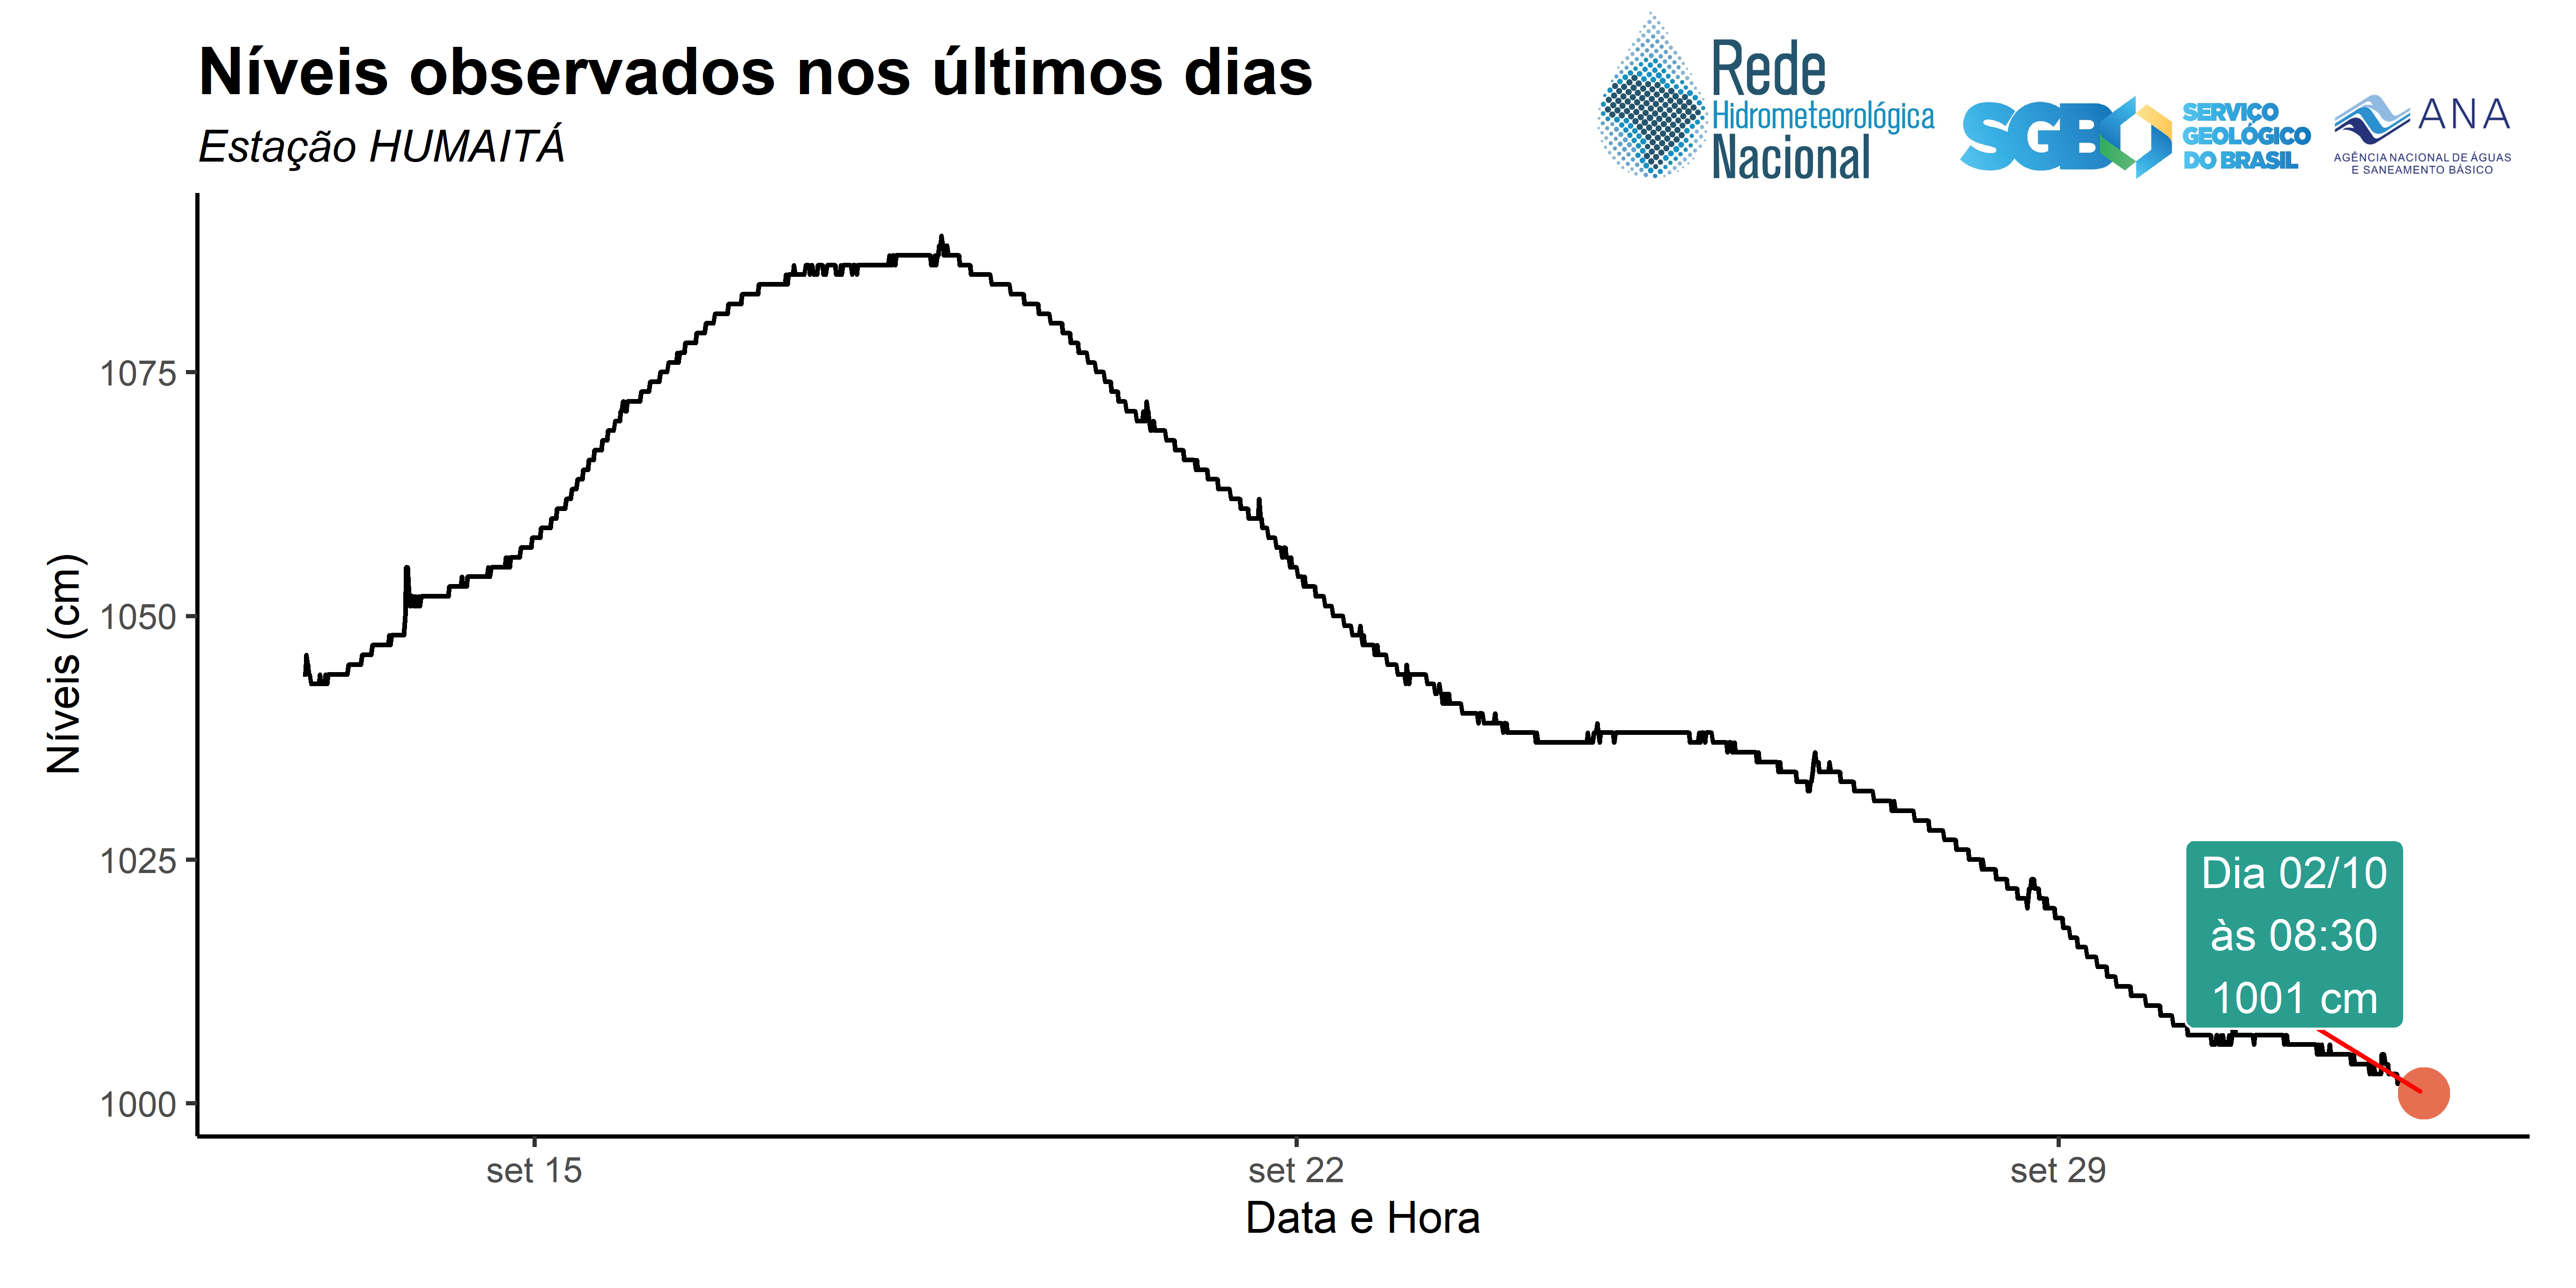 Níveis observados nos últimos dias
Estação HUMAITÁ
Rede
Hidrometeorológica
Nacional
SGB
SERVIÇO
GEOLÓGICO
DO BRASIL
ANA
AGÊNCIA NACIONAL DE ÁGUAS
E SANEAMENTO BÁSICO
Níveis (cm)
1075
1050
1025
1000
Dia 02/10
às 08:30
1001 cm
set 15
set 22
set 29
Data e Hora